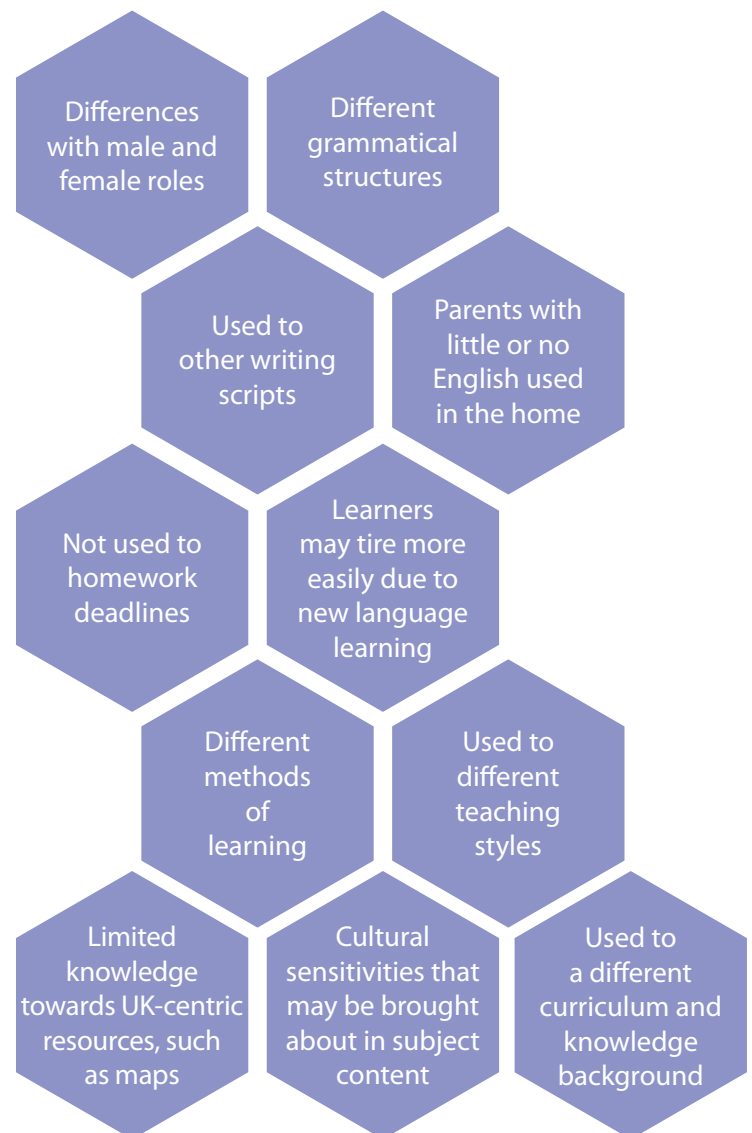 Differences
with male and
female roles
Different
grammatical
structures
Used to
other writing
scripts
Parents with
little or no
English used
in the home
Not used to
homework
deadlines
Learners
may tire more
easily due to
new language
learning
Different
methods
of
learning
Used to
different
teaching
styles
Limited
knowledge
towards UK-centric
resources, such
as maps
Cultural
sensitivities that
may be brought
about in subject
content
Used to
a different
curriculum and
knowledge
background